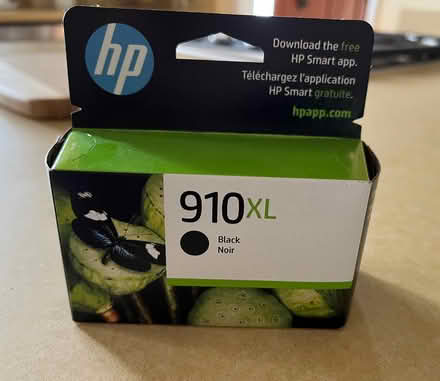 hp
Download the free
HP Smart app.
Téléchargez l'application
HP Smart gratuite.
hpapp.com
910XL
Black
Noir